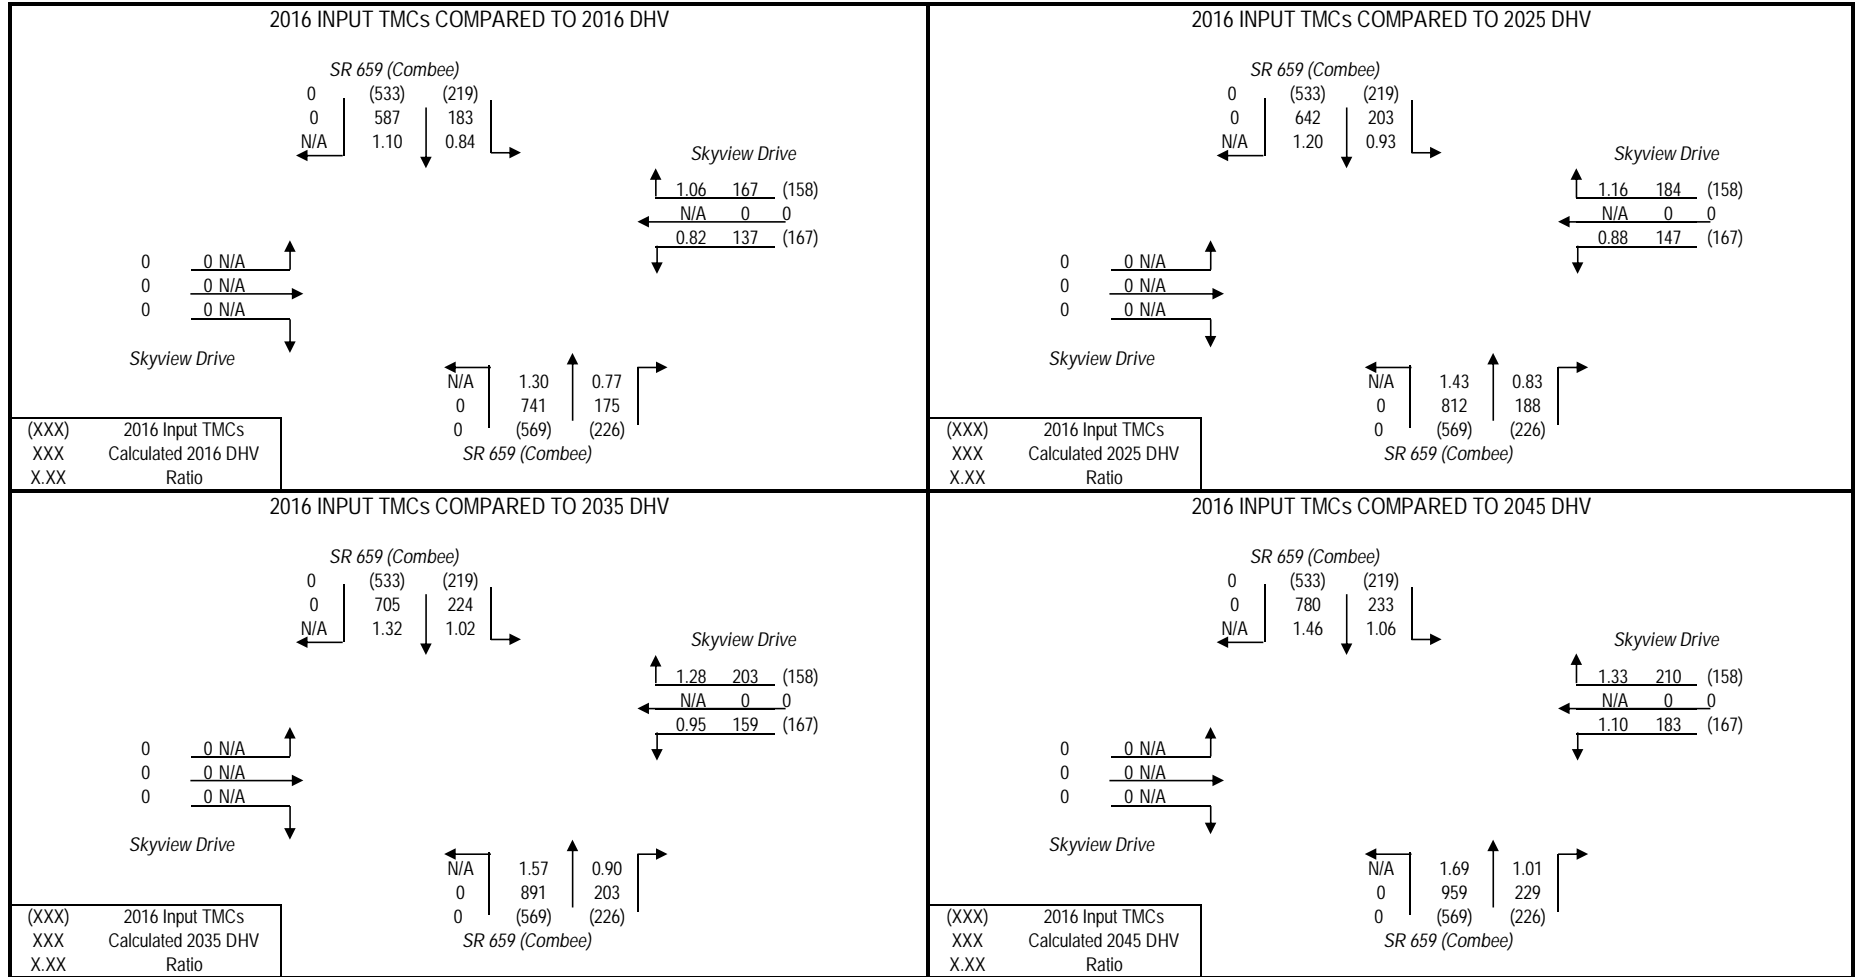 2016 INPUT TMCs COMPARED TO 2016 DHV
SR 659 (Combee)
0 (533) (219)
0 587 183
N/A 1.10 0.84
Skyview Drive
1.06 167 (158)
N/A 0 0
0.82 137 (167)
0 0 N/A
0 0 N/A
0 0 N/A
Skyview Drive
N/A 1.30 0.77
0 741 175
0 (569) (226)
SR 659 (Combee)
(XXX) 2016 Input TMCs
XXX Calculated 2016 DHV
X.XX Ratio
2016 INPUT TMCs COMPARED TO 2025 DHV
SR 659 (Combee)
0 (533) (219)
0 642 203
N/A 1.20 0.93
Skyview Drive
1.16 184 (158)
N/A 0 0
0.88 147 (167)
0 0 N/A
0 0 N/A
0 0 N/A
Skyview Drive
N/A 1.43 0.83
0 812 188
0 (569) (226)
SR 659 (Combee)
(XXX) 2016 Input TMCs
XXX Calculated 2025 DHV
X.XX Ratio
2016 INPUT TMCs COMPARED TO 2035 DHV
SR 659 (Combee)
0 (533) (219)
0 705 224
N/A 1.32 1.02
Skyview Drive
1.28 203 (158)
N/A 0 0
0.95 159 (167)
0 0 N/A
0 0 N/A
0 0 N/A
Skyview Drive
N/A 1.57 0.90
0 891 203
0 (569) (226)
SR 659 (Combee)
(XXX) 2016 Input TMCs
XXX Calculated 2035 DHV
X.XX Ratio
2016 INPUT TMCs COMPARED TO 2045 DHV
SR 659 (Combee)
0 (533) (219)
0 780 233
N/A 1.46 1.06
Skyview Drive
1.33 210 (158)
N/A 0 0
1.10 183 (167)
0 0 N/A
0 0 N/A
0 0 N/A
Skyview Drive
N/A 1.69 1.01
0 959 229
0 (569) (226)
SR 659 (Combee)
(XXX) 2016 Input TMCs
XXX Calculated 2045 DHV
X.XX Ratio